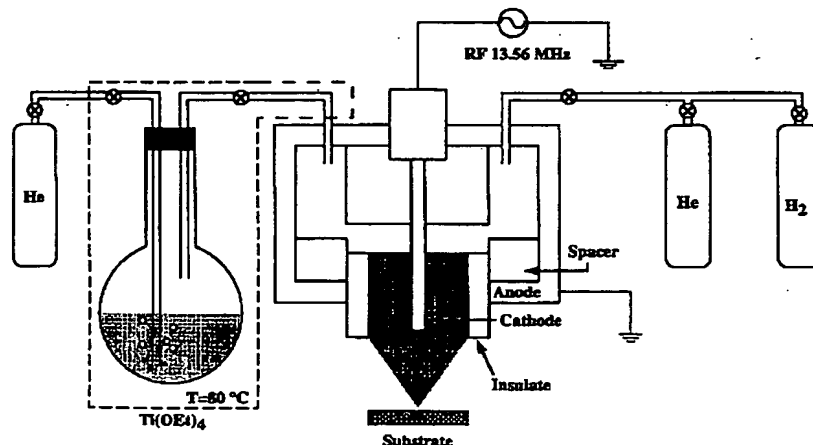 RF 13.56 MHz
He
He
H2
Spacer
Anode
Cathode
Insulate
T=80 °C
Ti(OEt)4
Substrate